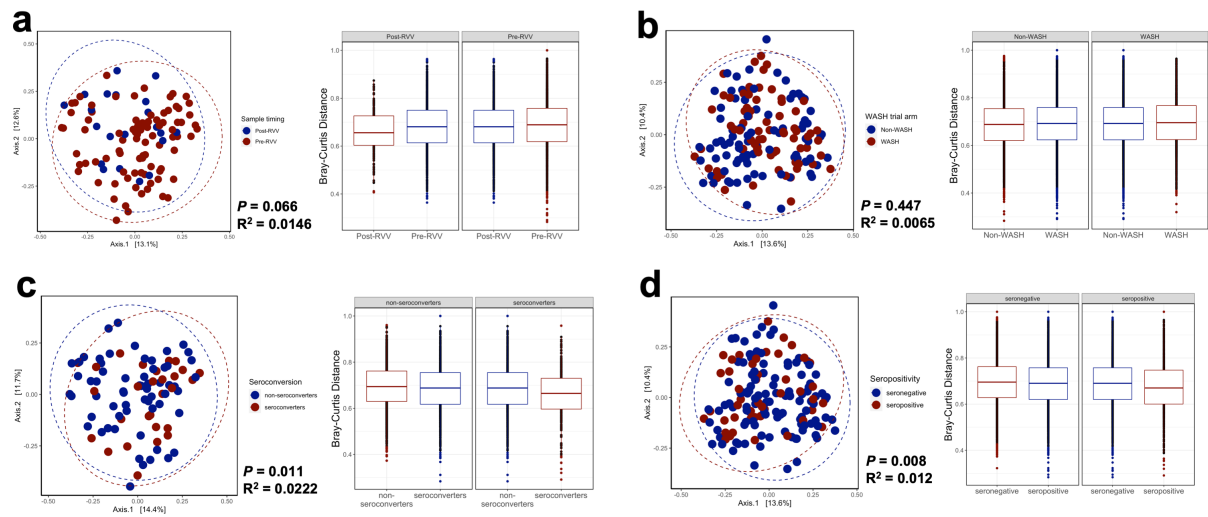 a
0.50
0.25
0.00
-0.25
-0.50
-0.25
0.00
0.25
0.50
Axis.2 [12.6%]
Axis.1 [13.1%]
Sample timing
Post-RVV
Pre-RVV
P = 0.066
R² = 0.0146
Bray-Curtis Distance
1.0
0.8
0.6
0.4
Post-RVV
Pre-RVV
Post-RVV
Pre-RVV
Post-RVV
Pre-RVV
b
0.25
0.00
-0.25
-0.50
-0.25
0.00
0.25
0.50
Axis.2 [10.4%]
Axis.1 [13.6%]
WASH trial arm
Non-WASH
WASH
P = 0.447
R² = 0.0065
Bray-Curtis Distance
1.0
0.8
0.6
0.4
Non-WASH
WASH
Non-WASH
WASH
Non-WASH
WASH
c
0.25
0.00
-0.25
-0.50
-0.25
0.00
0.25
0.50
Axis.2 [11.7%]
Axis.1 [14.4%]
Seroconversion
non-seroconverters
seroconverters
P = 0.011
R² = 0.0222
Bray-Curtis Distance
1.0
0.8
0.6
0.4
non-seroconverters
seroconverters
non-
seroconverters
seroconverters
non-
seroconverters
seroconverters
d
0.25
0.00
-0.25
-0.50
-0.25
0.00
0.25
0.50
Axis.2 [10.4%]
Axis.1 [13.6%]
Seropositivity
seronegative
seropositive
P = 0.008
R² = 0.012
Bray-Curtis Distance
1.0
0.8
0.6
0.4
seronegative
seropositive
seronegative
seropositive
seronegative
seropositive